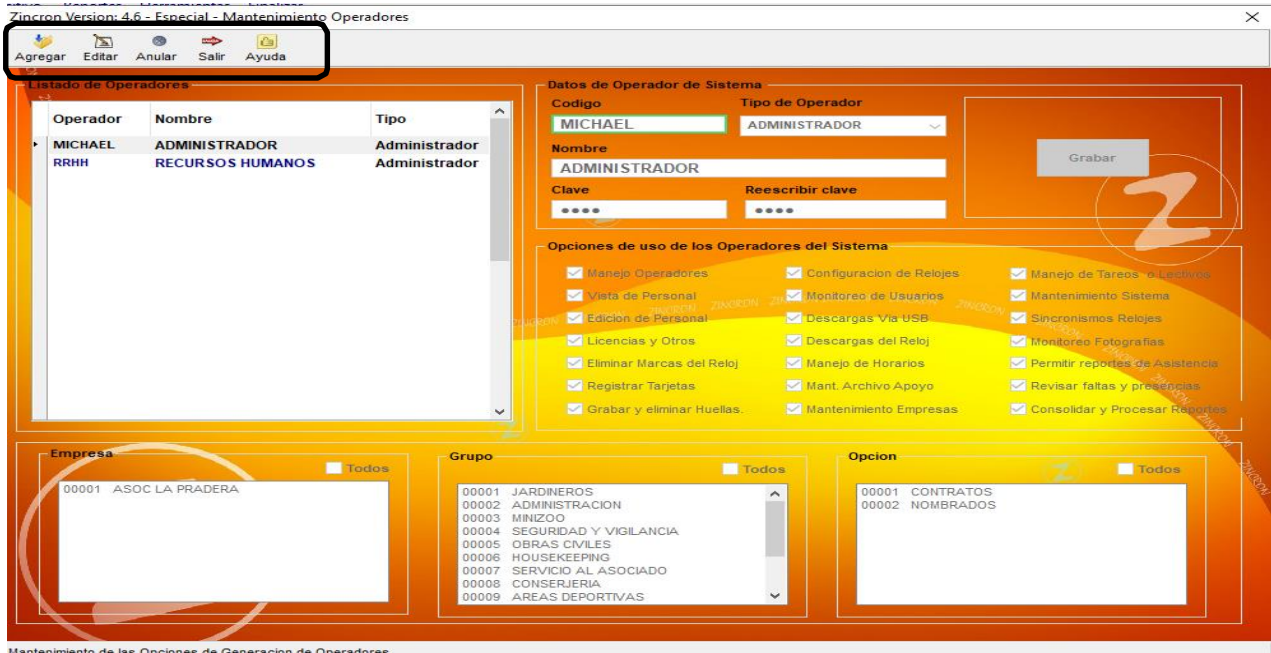 Reportes Herramientas Finalizar
Zincron Version: 4.6 - Especial - Mantenimiento Operadores
Agregar Editar Anular Salir Ayuda
Listado de Operadores
Operador Nombre Tipo
MICHAEL ADMINISTRADOR Administrador
RRHH RECURSOS HUMANOS Administrador
Datos de Operador de Sistema
Codigo Tipo de Operador
MICHAEL ADMINISTRADOR
Nombre
ADMINISTRADOR
Clave Reescribir clave
Grabar
Opciones de uso de los Operadores del Sistema
Manejo Operadores Configuracion de Relojes Manejo de Tareos o Lectivos
Vista de Personal Monitoreo de Usuarios Mantenimiento Sistema
Edicion de Personal Descargas Via USB Sincronismos Relojes
Licencias y Otros Descargas del Reloj Monitoreo Fotografias
Eliminar Marcas del Reloj Manejo de Horarios Permitir reportes de Asistencia
Registrar Tarjetas Mant. Archivo Apoyo Revisar faltas y presencias
Grabar y eliminar Huellas. Mantenimiento Empresas Consolidar y Procesar Reportes
ZINCRON ZINCRON ZINCRON ZINCRON
Empresa
Todos
00001 ASOC LA PRADERA
Grupo
Todos
00001 JARDINEROS
00002 ADMINISTRACION
00003 MINIZOO
00004 SEGURIDAD Y VIGILANCIA
00005 OBRAS CIVILES
00006 HOUSEKEEPING
00007 SERVICIO AL ASOCIADO
00008 CONSERJERIA
00009 AREAS DEPORTIVAS
Opcion
Todos
00001 CONTRATOS
00002 NOMBRADOS
Mantenimiento de las Opciones de Generacion de Operadores